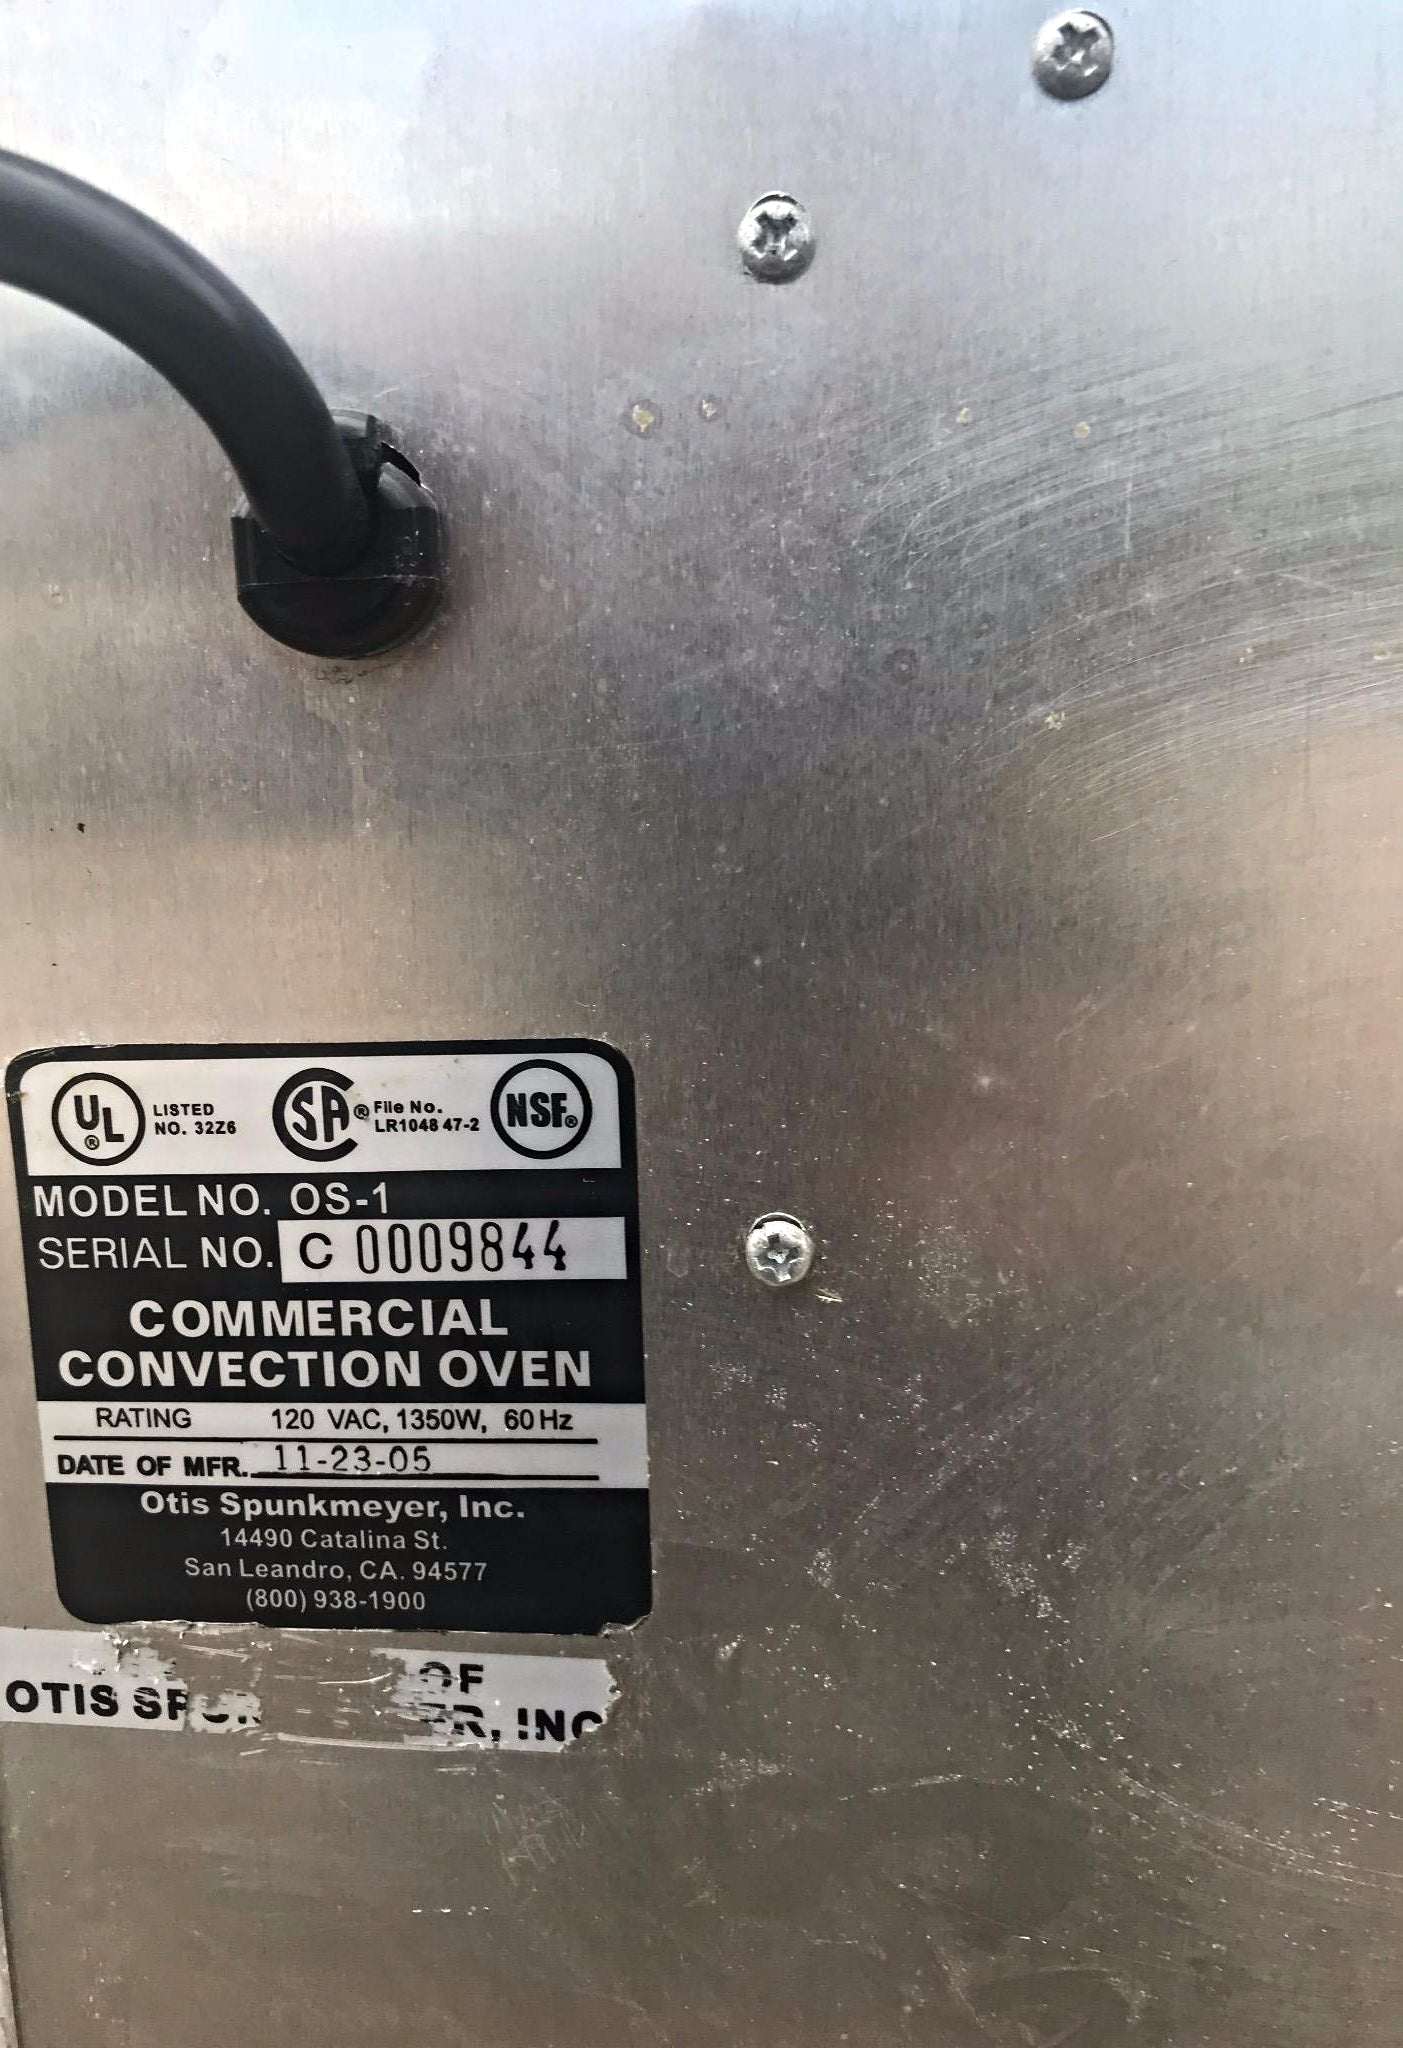 UL ® LISTED NO. 32Z6
SA ® File No. LR1048 47-2
NSF®
MODEL NO. OS-1
SERIAL NO. C 0009844
COMMERCIAL
CONVECTION OVEN
RATING 120 VAC, 1350W, 60 Hz
DATE OF MFR. 11-23-05
Otis Spunkmeyer, Inc.
14490 Catalina St.
San Leandro, CA. 94577
(800) 938-1900
OF
OTIS INC